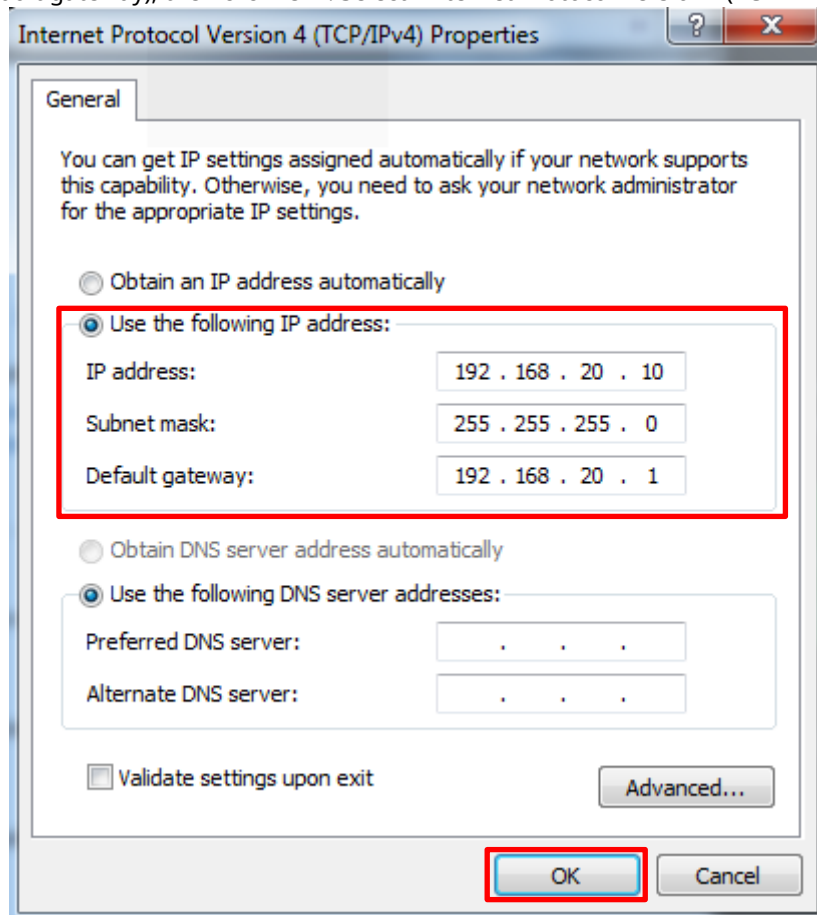 Internet Protocol Version 4 (TCP/IPv4) Properties
?
X
General
You can get IP settings assigned automatically if your network supports
this capability. Otherwise, you need to ask your network administrator
for the appropriate IP settings.
Obtain an IP address automatically
Use the following IP address:
IP address: 192 . 168 . 20 . 10
Subnet mask: 255 . 255 . 255 . 0
Default gateway: 192 . 168 . 20 . 1
Obtain DNS server address automatically
Use the following DNS server addresses:
Preferred DNS server: . . .
Alternate DNS server: . . .
Validate settings upon exit
Advanced...
OK Cancel